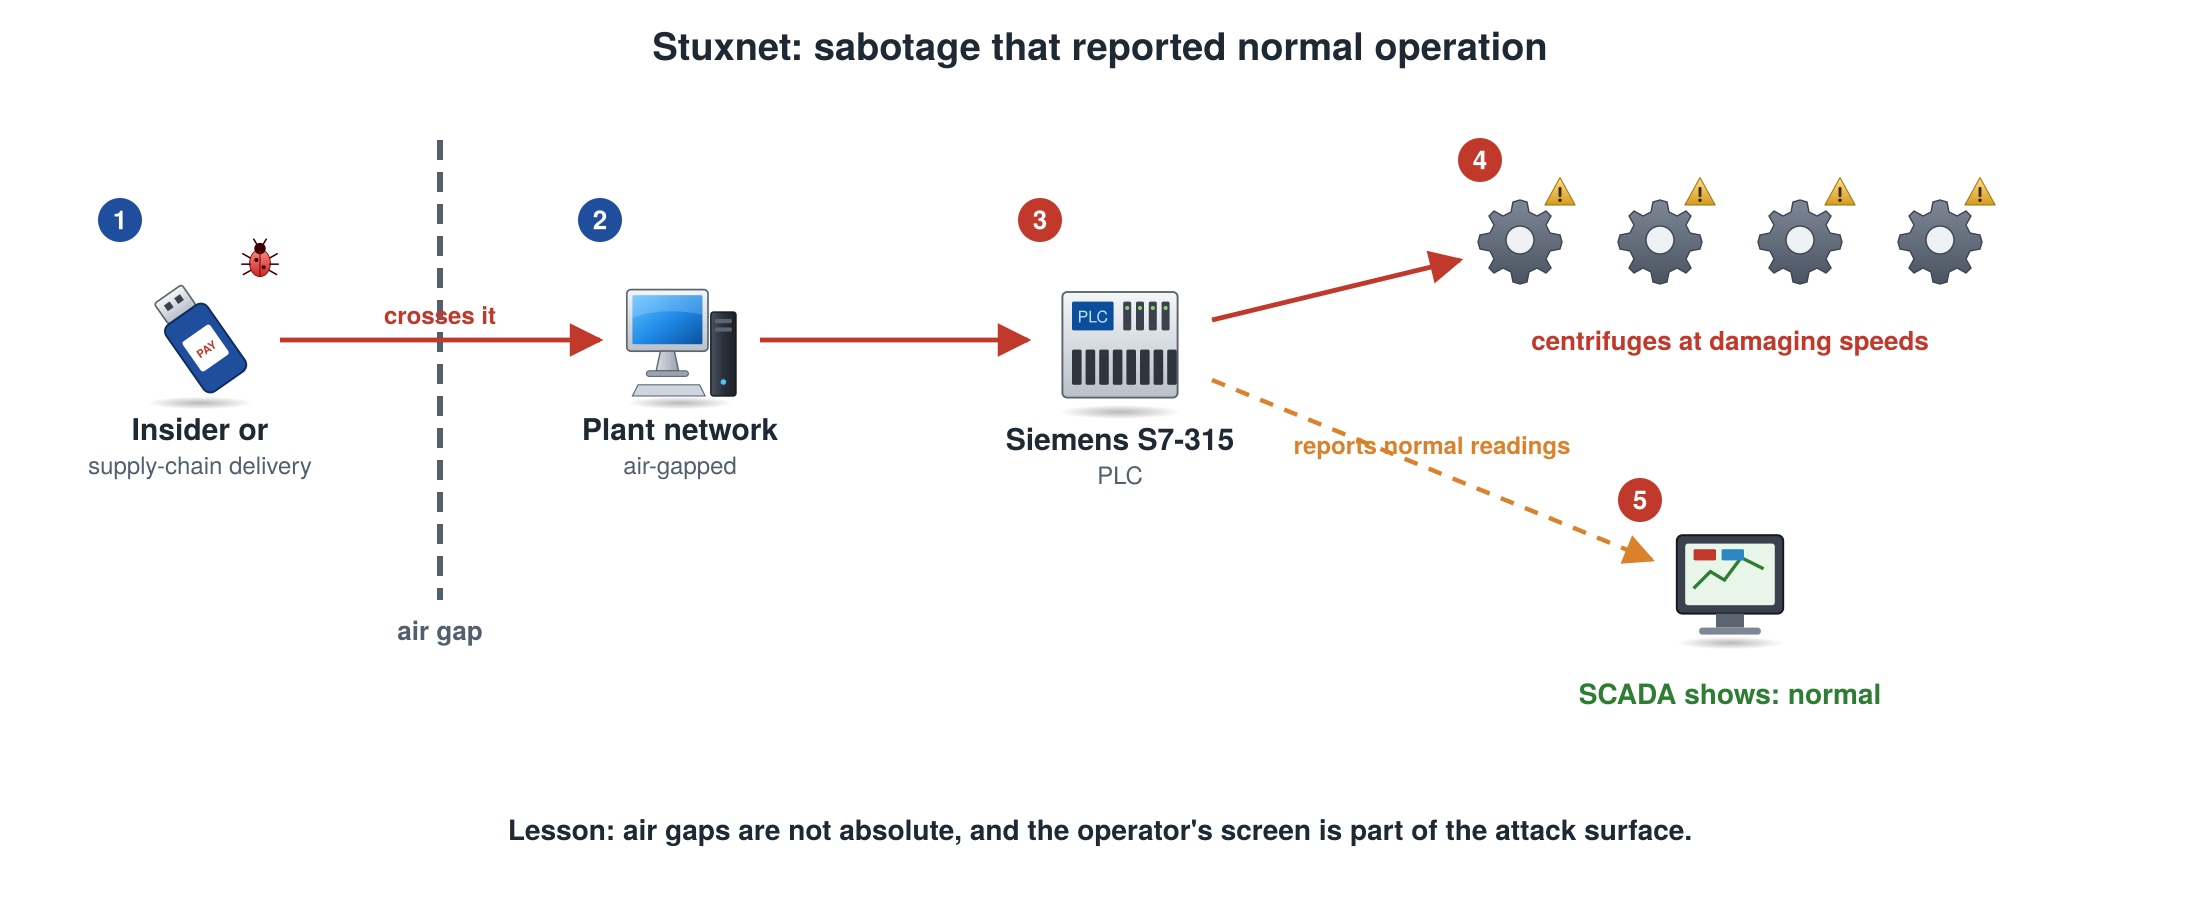 Stuxnet: sabotage that reported normal operation
1
PAY
Insider or
supply-chain delivery
crosses it
air gap
2
Plant network
air-gapped
3
PLC
Siemens S7-315
PLC
4
centrifuges at damaging speeds
reports normal readings
5
SCADA shows: normal
Lesson: air gaps are not absolute, and the operator's screen is part of the attack surface.